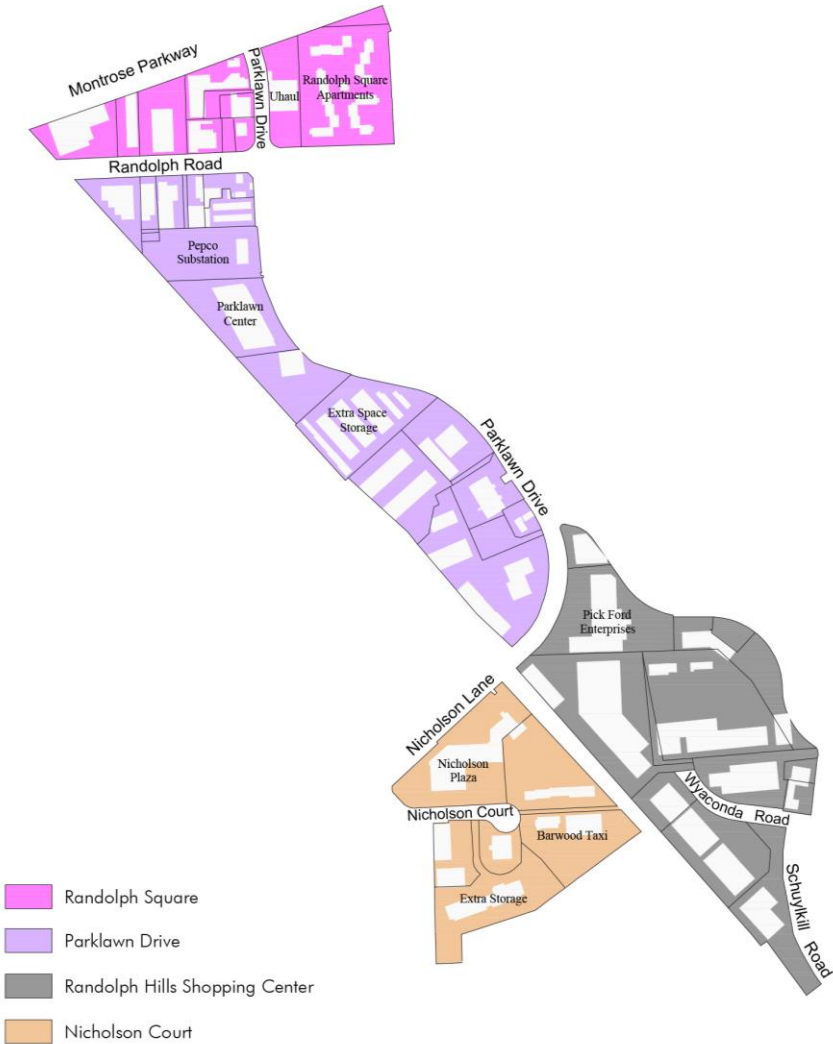 Montrose Parkway
Parklawn Drive
Uhaul
Randolph Square
Apartments
Randolph Road
Pepco
Substation
Parklawn
Center
Extra Space
Storage
Parklawn Drive
Pick Ford
Enterprises
Nicholson Lane
Nicholson
Plaza
Nicholson Court
Barwood Taxi
Wyaconda Road
Extra Storage
Schuylkill Road
Randolph Square
Parklawn Drive
Randolph Hills Shopping Center
Nicholson Court